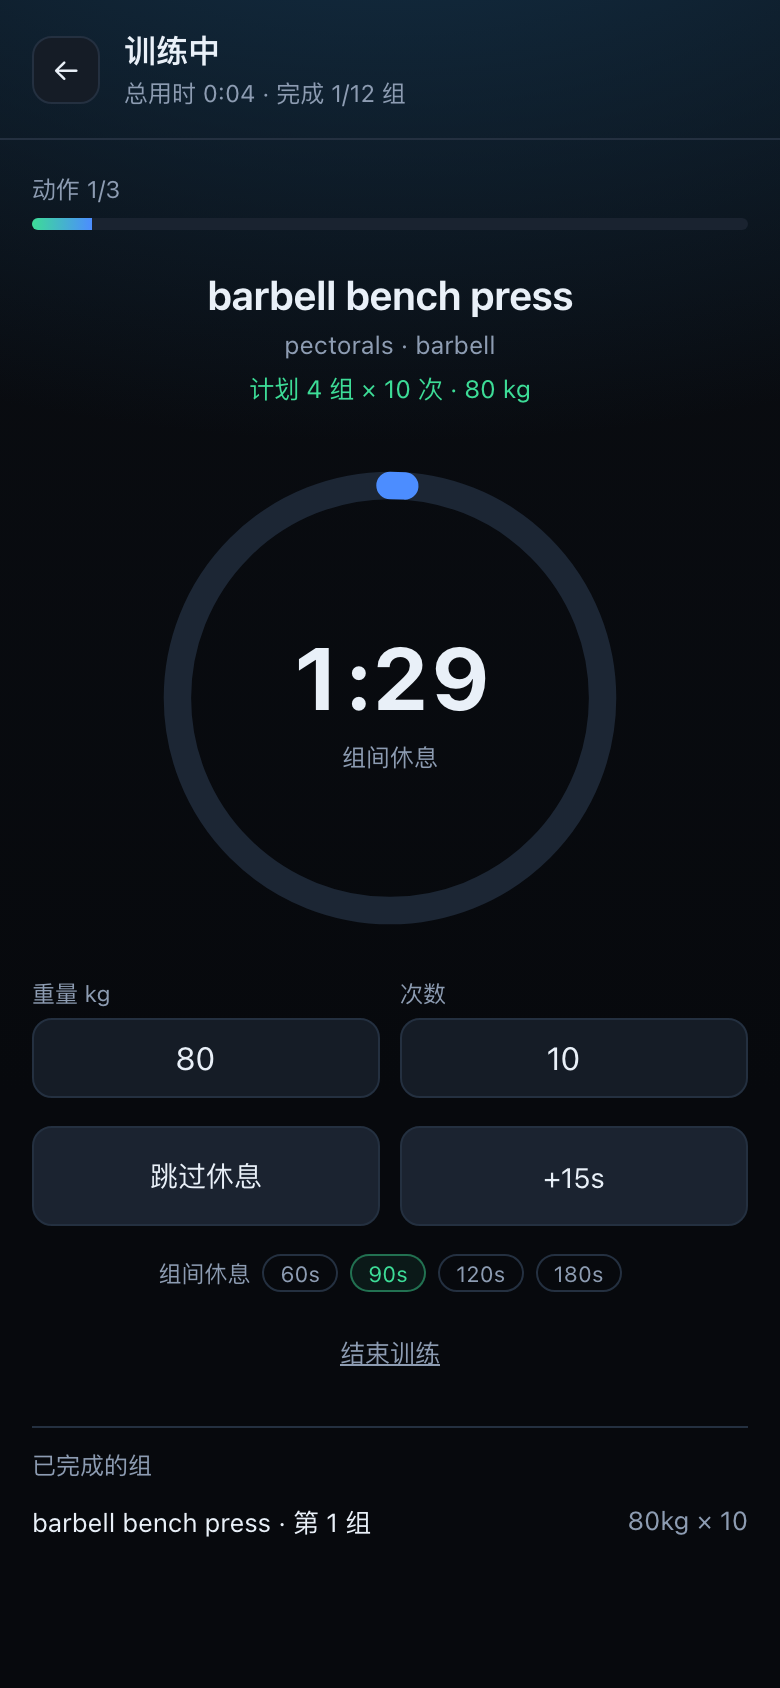 训练中
总用时 0:04 · 完成 1/12 组
动作 1/3
barbell bench press
pectorals · barbell
计划 4 组 × 10 次 · 80 kg
1:29
组间休息
重量 kg
次数
80
10
跳过休息
+15s
组间休息 60s 90s 120s 180s
结束训练
已完成的组
barbell bench press · 第 1 组 80kg × 10